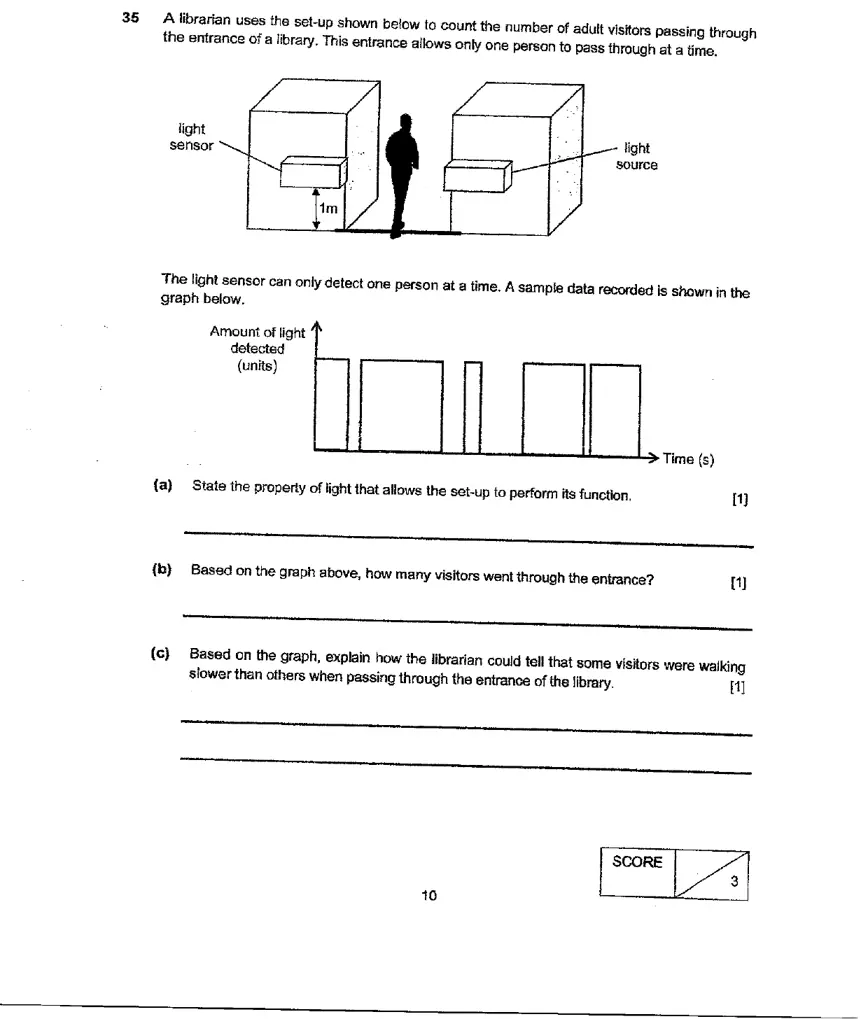 35 A librarian uses the set-up shown below to count the number of adult visitors passing through
the entrance of a library. This entrance allows only one person to pass through at a time.
light
sensor
light
source
1m
The light sensor can only detect one person at a time. A sample data recorded is shown in the
graph below.
Amount of light
detected
(units)
Time (s)
(a) State the property of light that allows the set-up to perform its function. [1]
(b) Based on the graph above, how many visitors went through the entrance? [1]
(c) Based on the graph, explain how the librarian could tell that some visitors were walking
slower than others when passing through the entrance of the library. [1]
SCORE
3
10